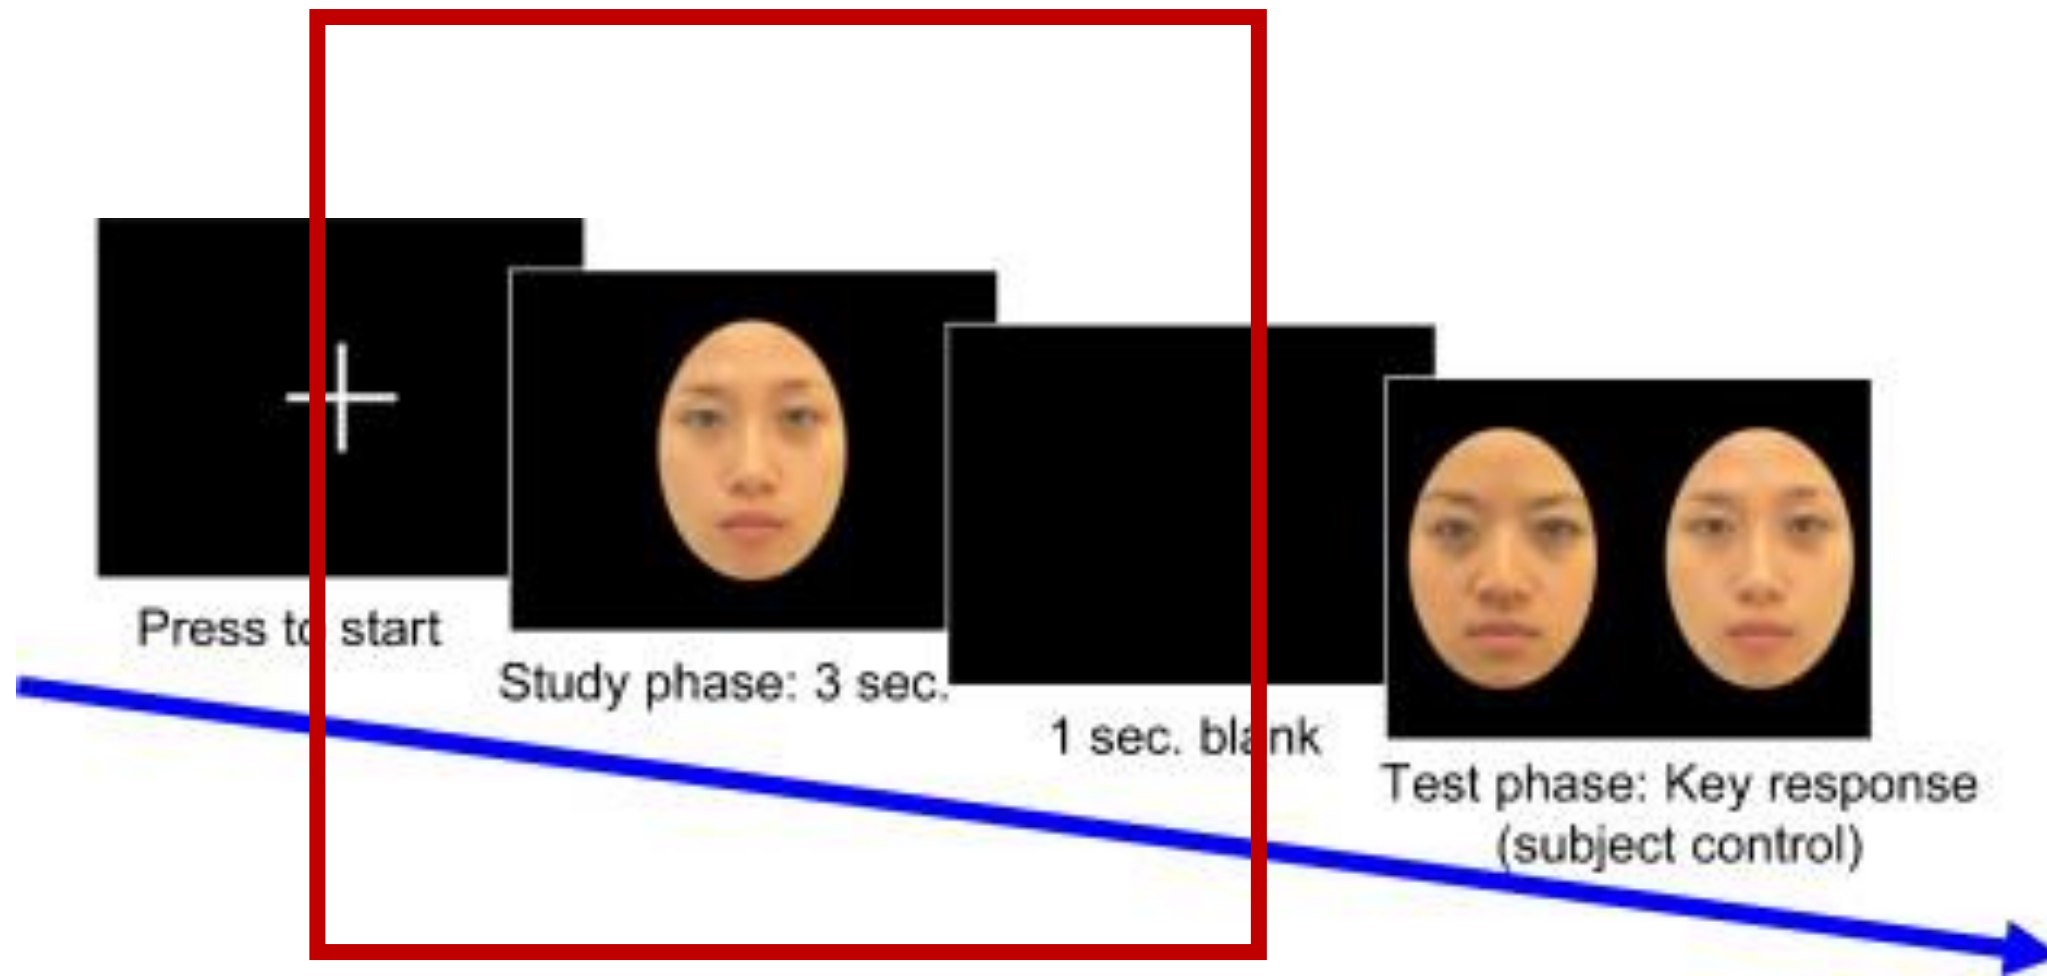 Press to start
Study phase: 3 sec.
1 sec. blank
Test phase: Key response
(subject control)